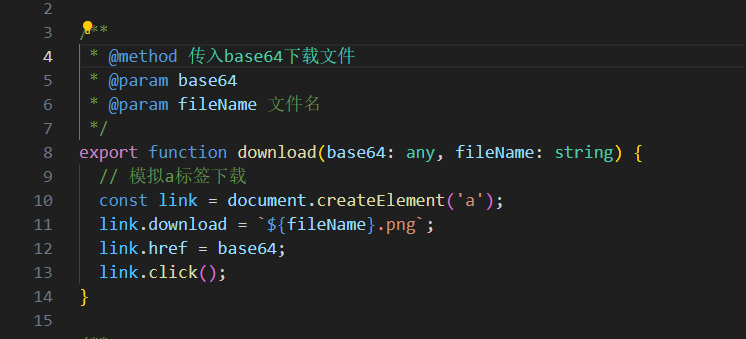 2
3 /**
4 * @method 传入base64下载文件
5 * @param base64
6 * @param fileName 文件名
7 */
8 export function download(base64: any, fileName: string) {
9 // 模拟a标签下载
10 const link = document.createElement('a');
11 link.download = `${fileName}.png`;
12 link.href = base64;
13 link.click();
14 }
15